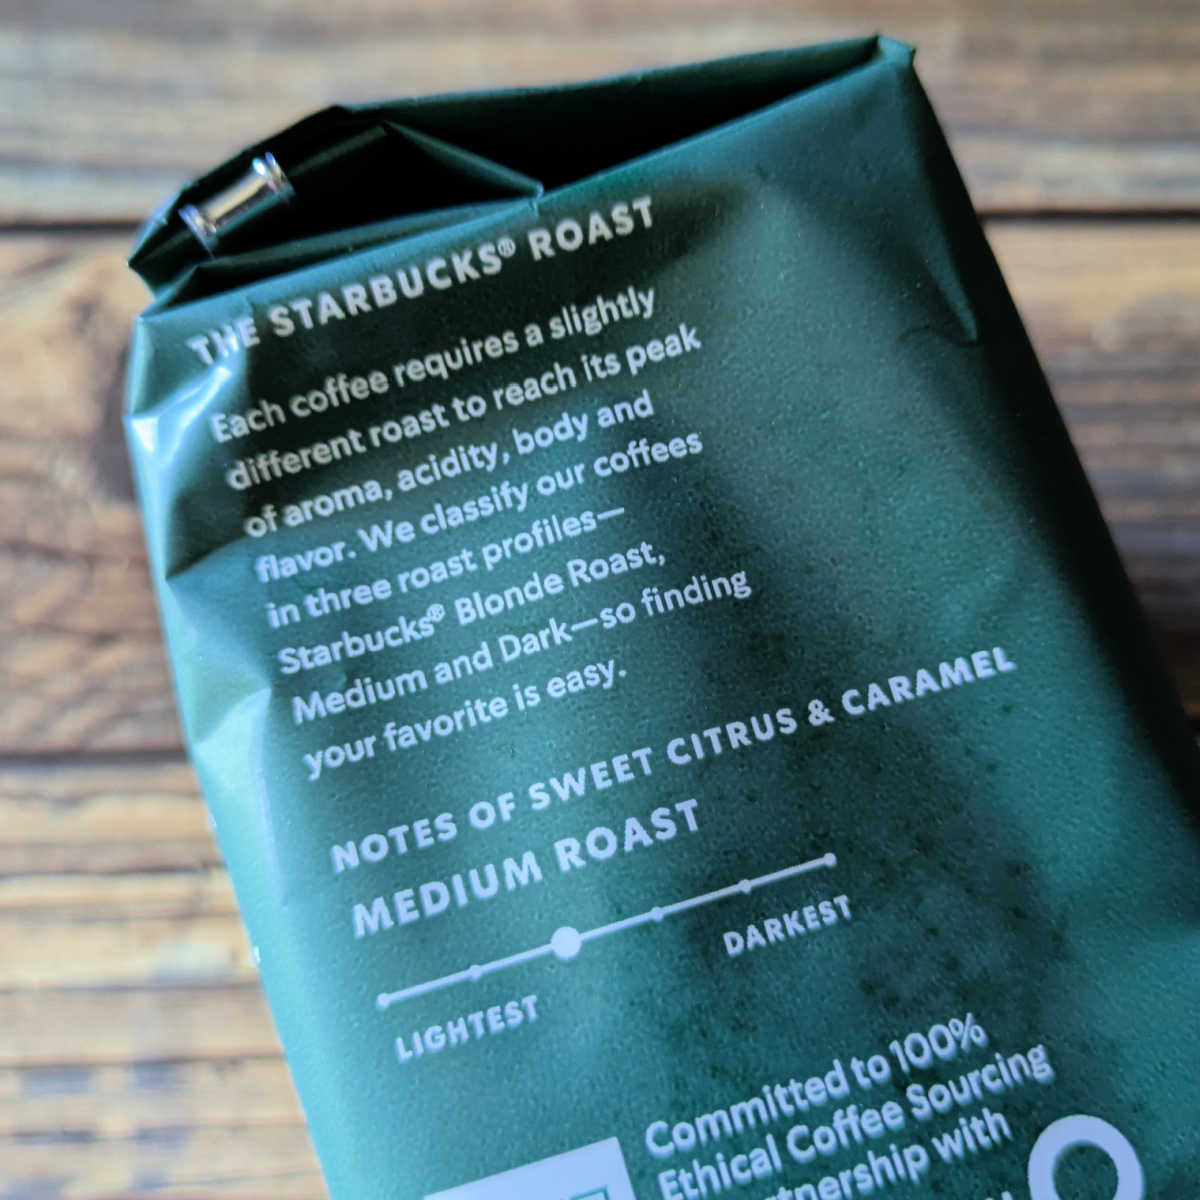 THE STARBUCKS® ROAST
Each coffee requires a slightly
different roast to reach its peak
of aroma, acidity, body and
flavor. We classify our coffees
in three roast profiles—
Starbucks® Blonde Roast,
Medium and Dark—so finding
your favorite is easy.
NOTES OF SWEET CITRUS & CARAMEL
MEDIUM ROAST
LIGHTEST
DARKEST
Committed to 100%
Ethical Coffee Sourcing
with